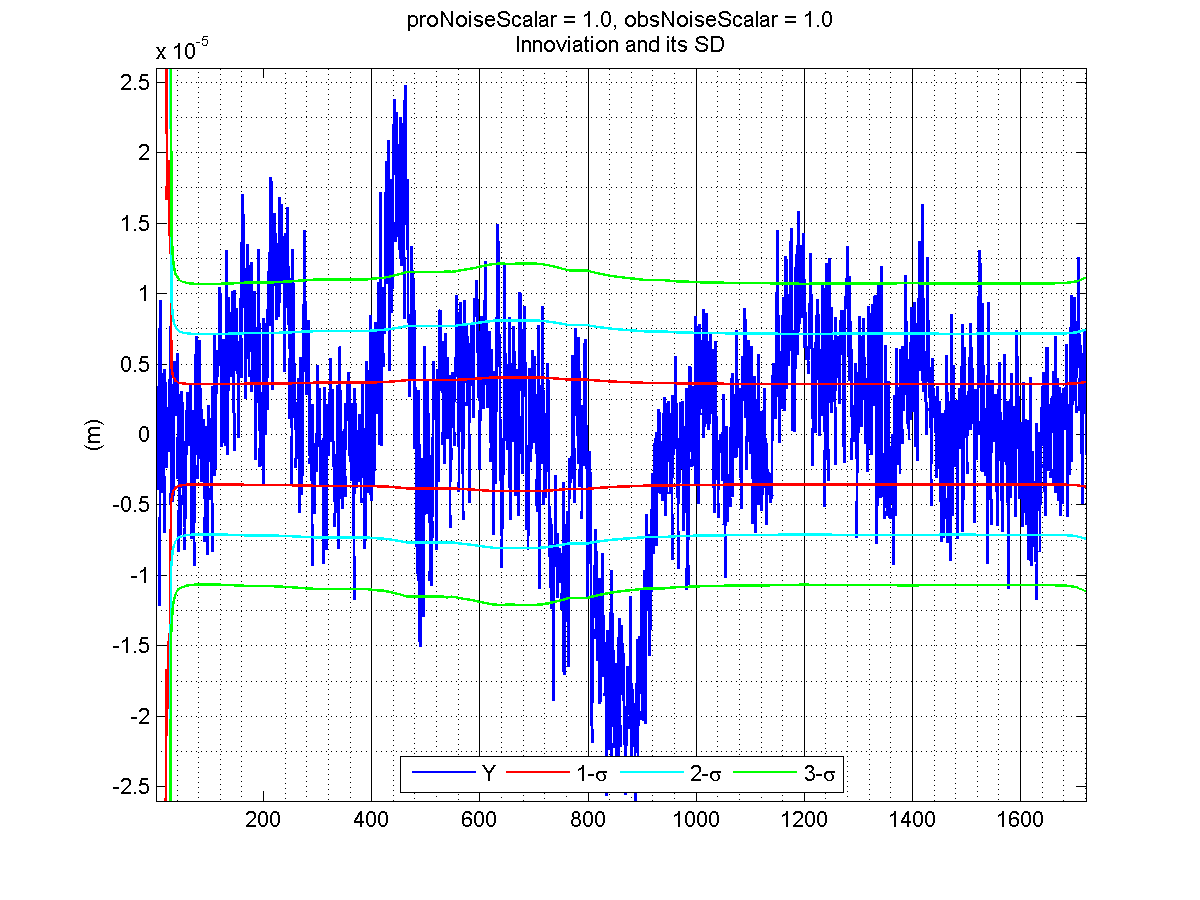 proNoiseScalar = 1.0, obsNoiseScalar = 1.0
Innoviation and its SD
x 10^-5
2.5
2
1.5
1
0.5
0
-0.5
-1
-1.5
-2
-2.5
(m)
Y 1-σ 2-σ 3-σ
200 400 600 800 1000 1200 1400 1600